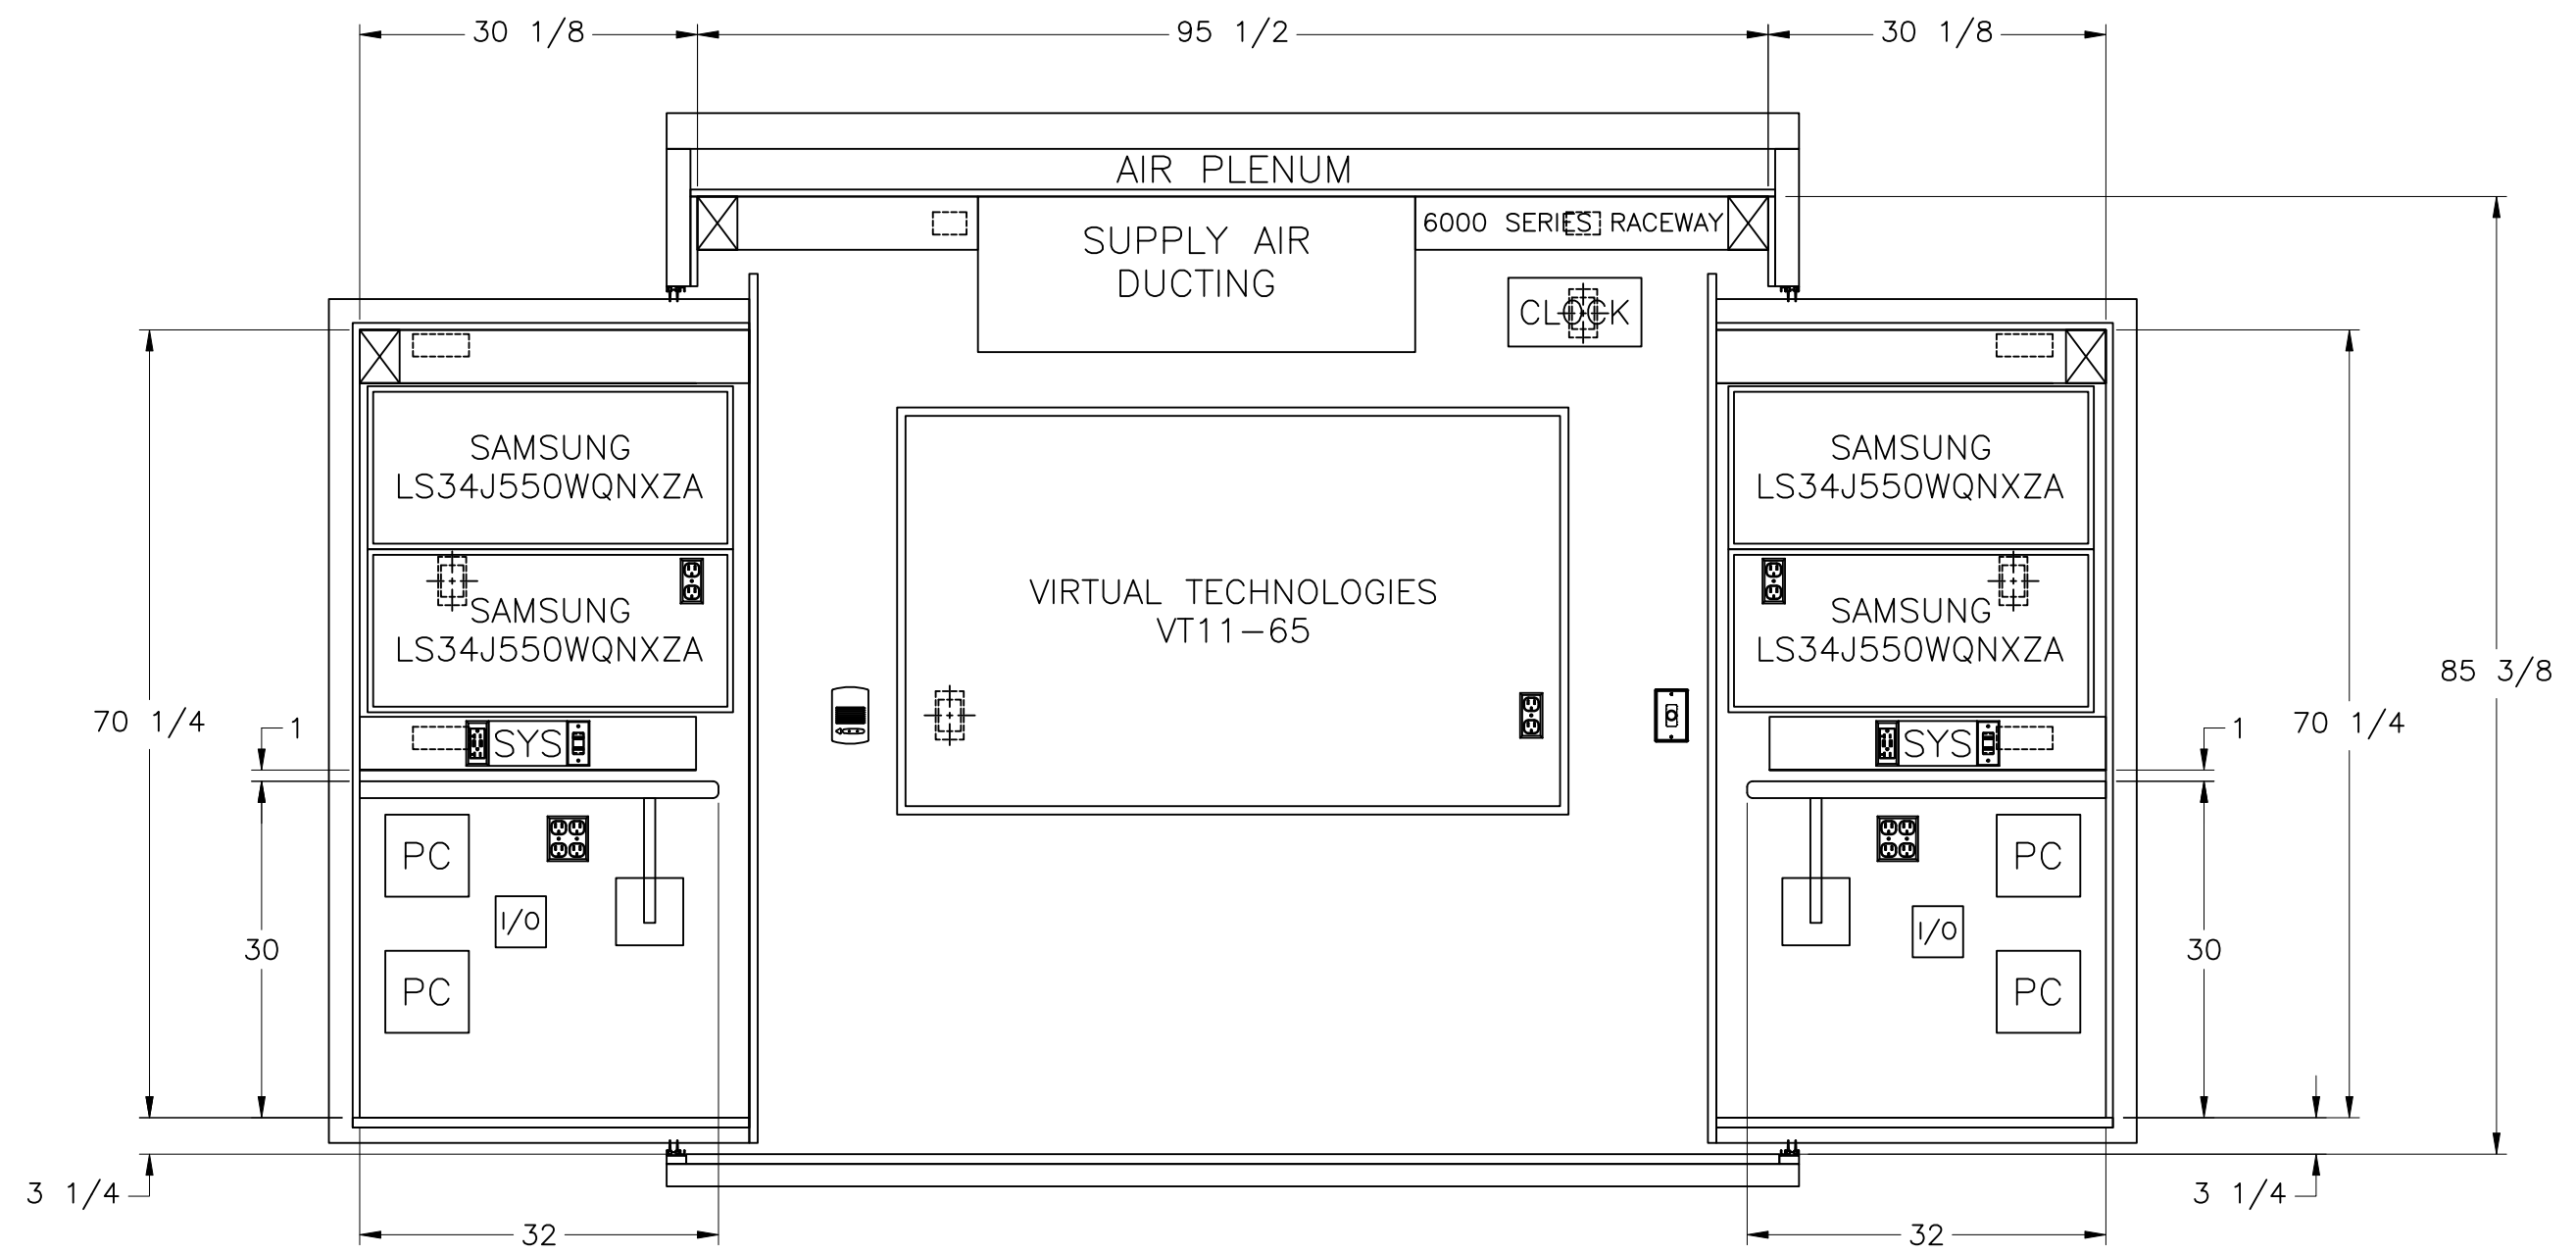 30 1/8
95 1/2
30 1/8
AIR PLENUM
6000 SERIES RACEWAY
SUPPLY AIR
DUCTING
CLOCK
SAMSUNG
LS34J550WQNXZA
SAMSUNG
LS34J550WQNXZA
SAMSUNG
LS34J550WQNXZA
SAMSUNG
LS34J550WQNXZA
VIRTUAL TECHNOLOGIES
VT11-65
85 3/8
70 1/4
1
SYS
SYS
1
70 1/4
PC
PC
I/O
I/O
30
30
PC
PC
3 1/4
3 1/4
32
32